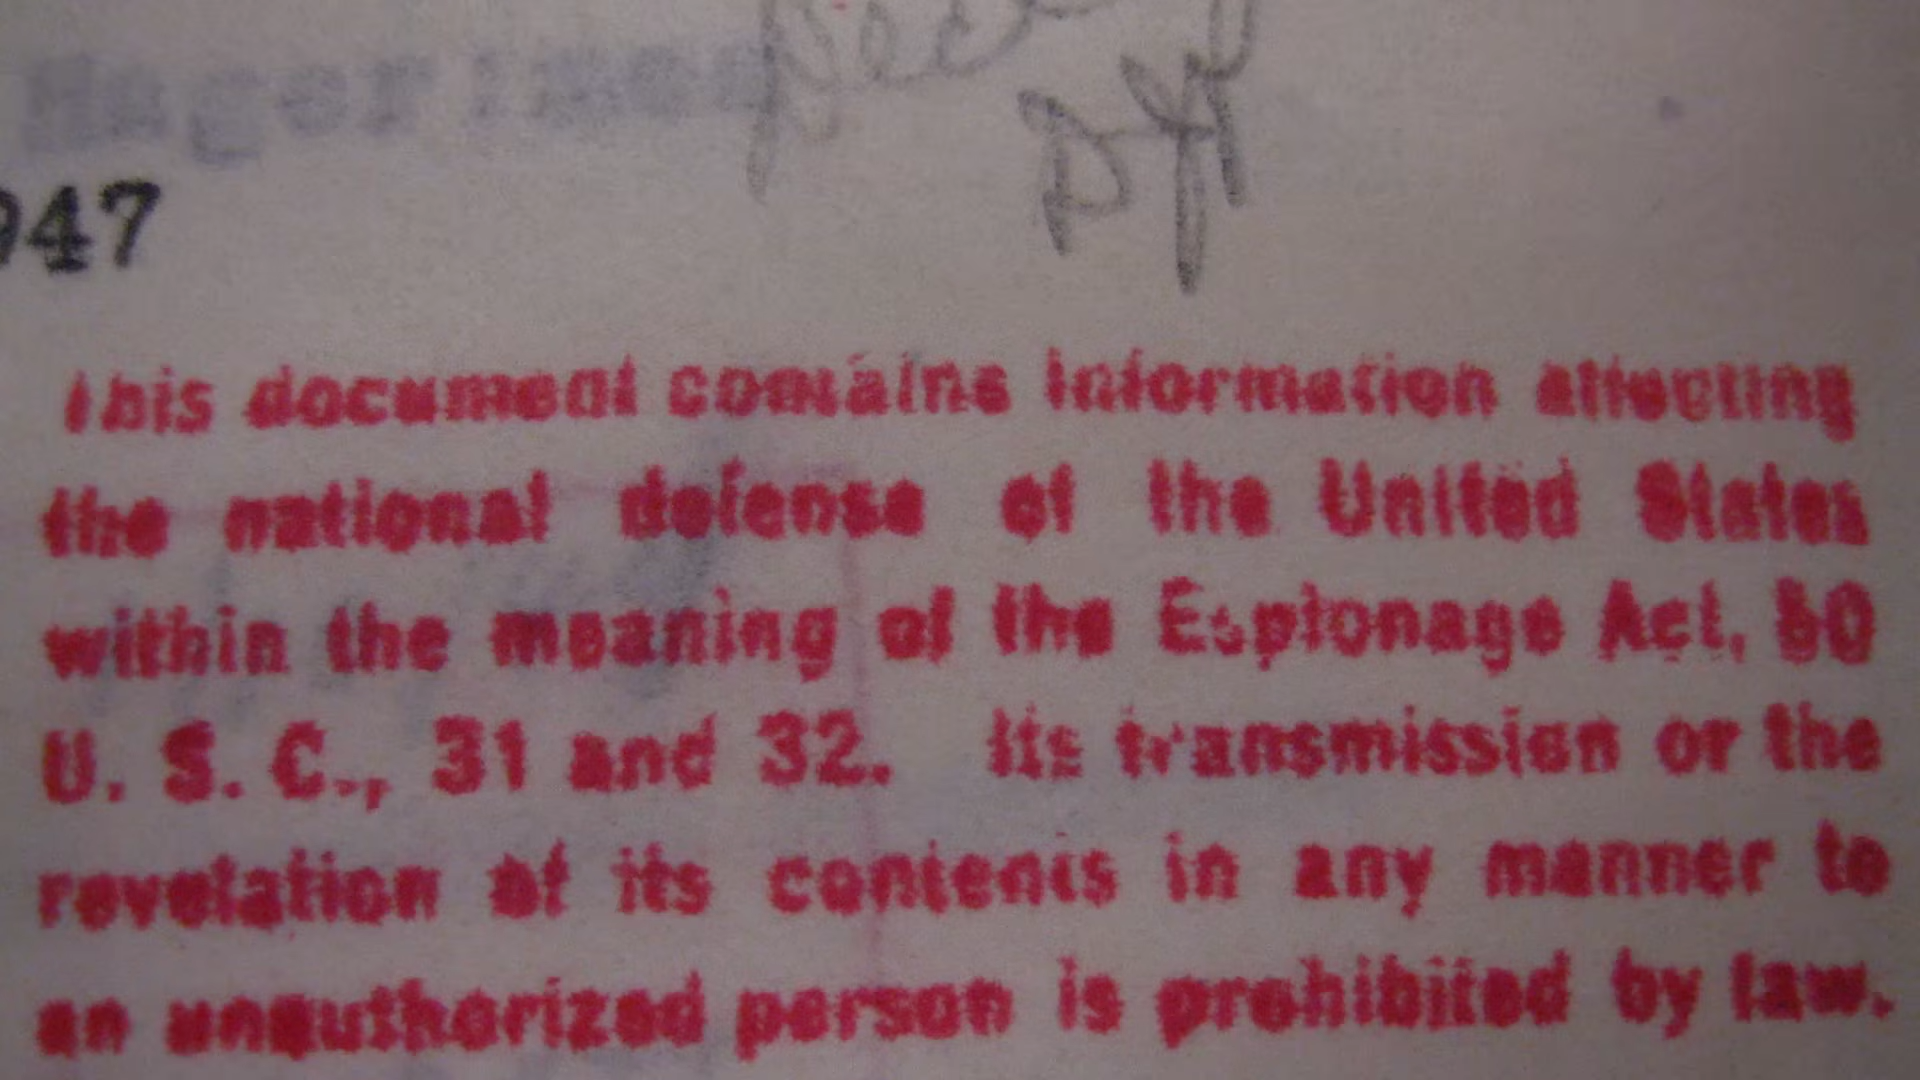 947
This document contains information affecting
the national defense of the United States
within the meaning of the Espionage Act, 50
U. S. C., 31 and 32. Its transmission or the
revelation of its contents in any manner to
an unauthorized person is prohibited by law.